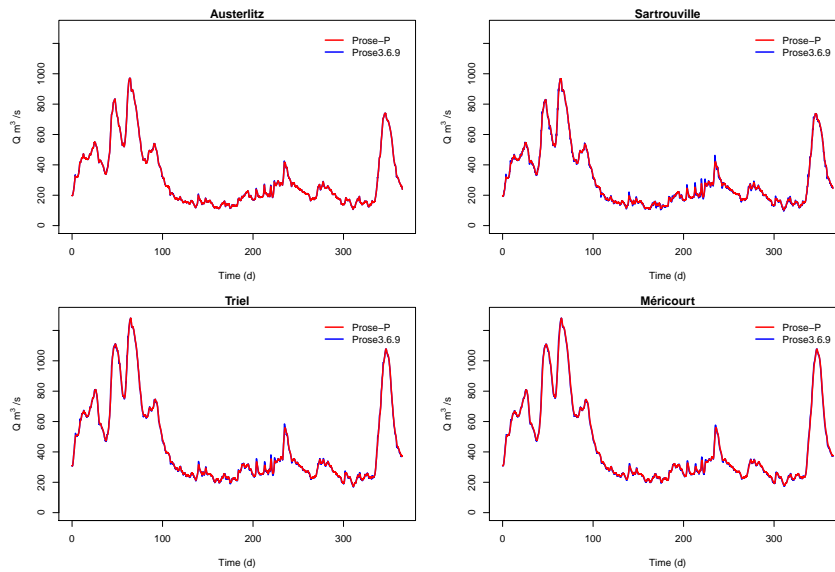 Austerlitz
Prose-P
Prose3.6.9
Q m³ /s
0 200 400 600 800 1000
0 100 200 300
Time (d)
Sartrouville
Prose-P
Prose3.6.9
Q m³ /s
0 200 400 600 800 1000
0 100 200 300
Time (d)
Triel
Prose-P
Prose3.6.9
Q m³ /s
0 200 400 600 800 1000
0 100 200 300
Time (d)
Méricourt
Prose-P
Prose3.6.9
Q m³ /s
0 200 400 600 800 1000
0 100 200 300
Time (d)